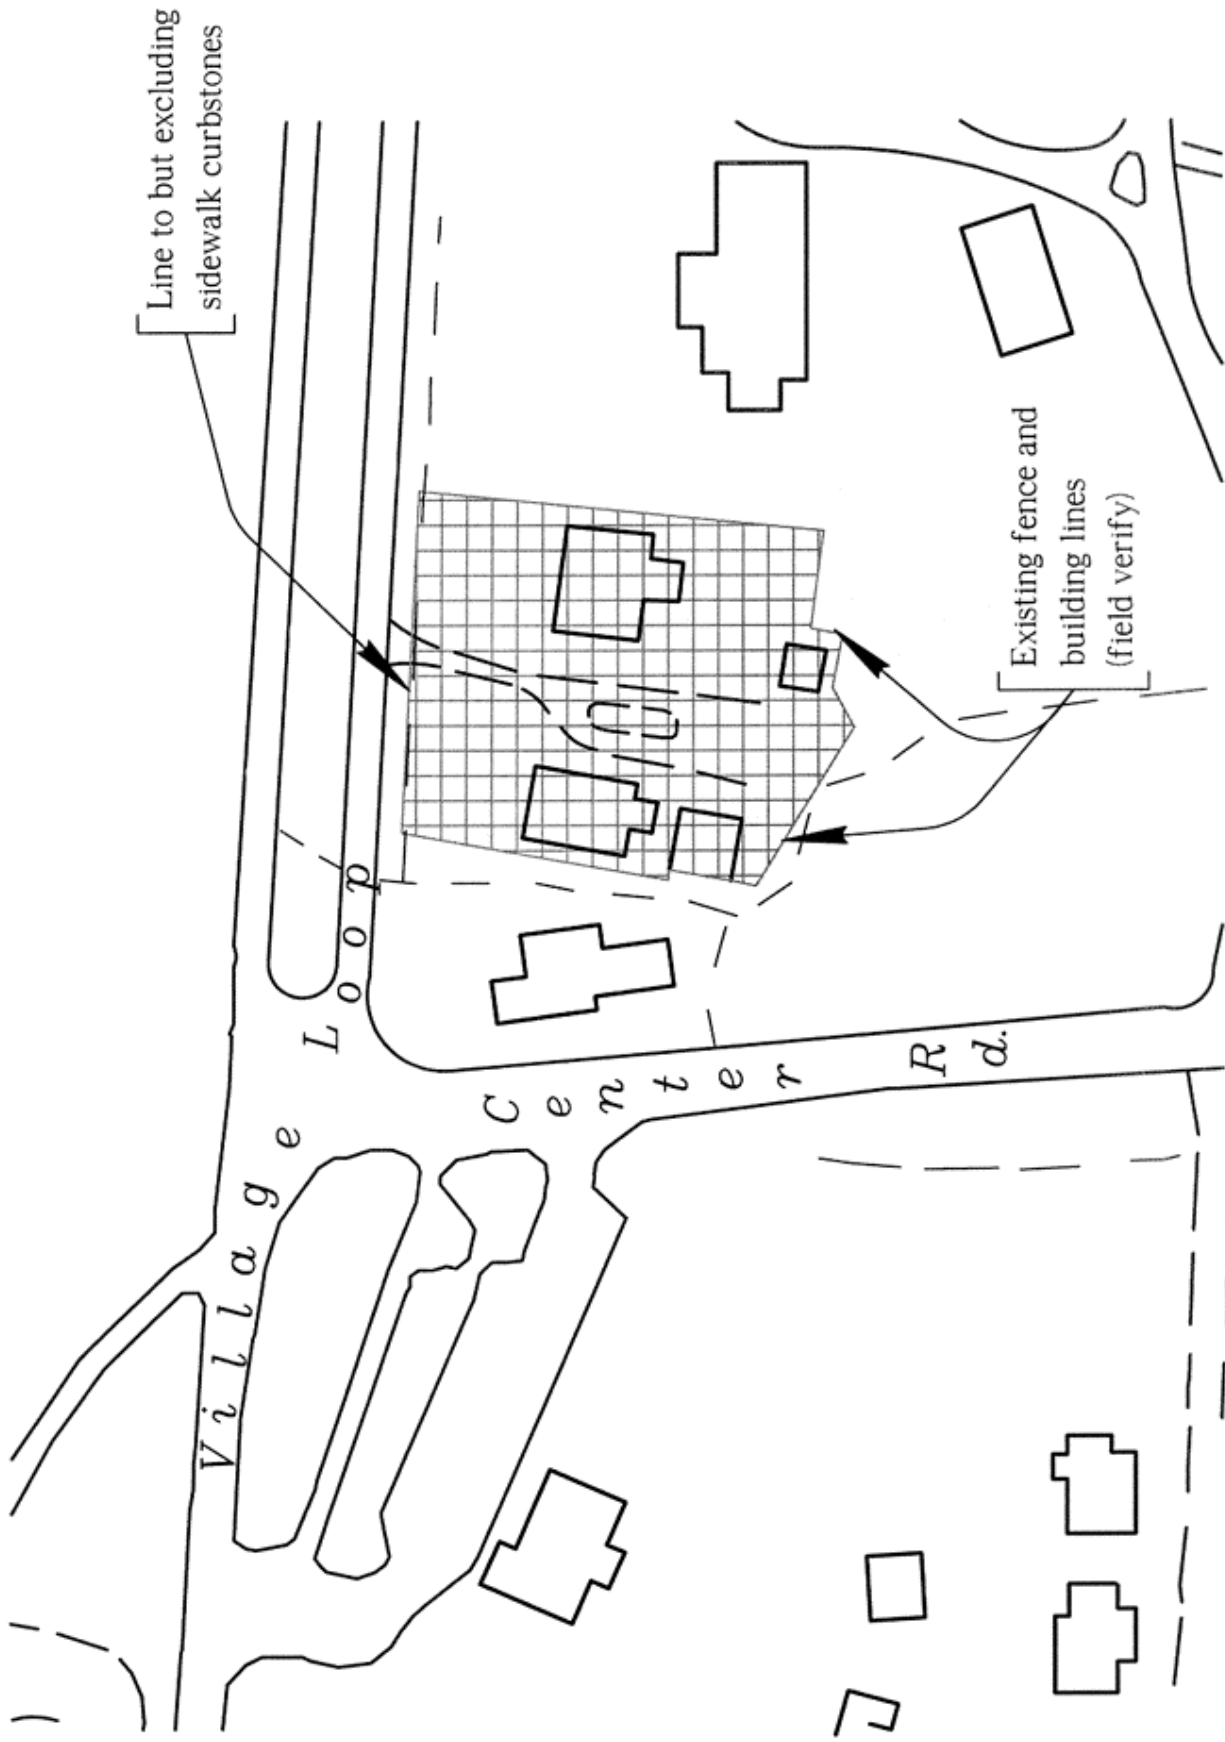 Line to but excluding
sidewalk curbstones
Village Loop
Center Rd.
Existing fence and
building lines
(field verify)